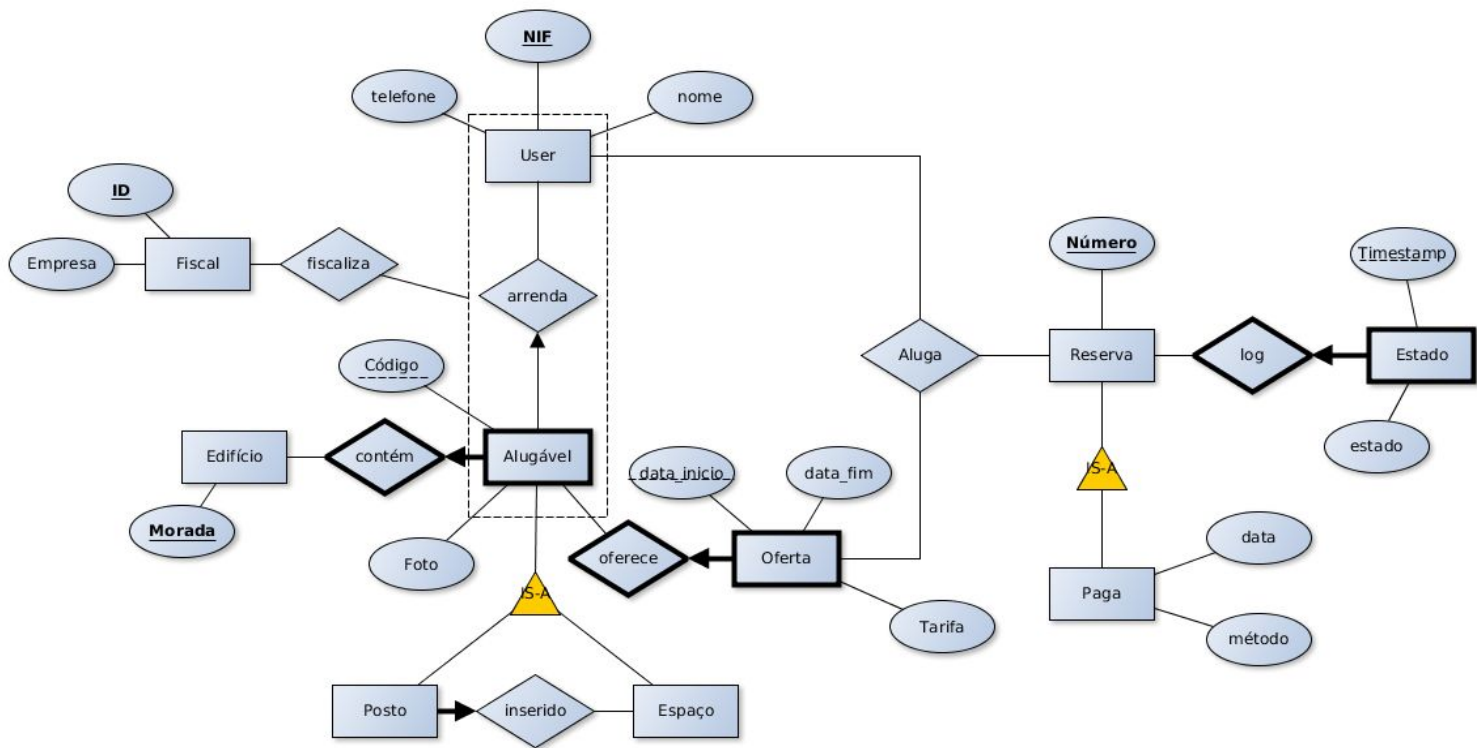 NIF
telefone
nome
User
ID
Empresa
Fiscal
fiscaliza
arrenda
Número
Timestamp
Aluga
Reserva
log
Estado
Código
estado
Edifício
contém
Alugável
data_inicio
data_fim
IS-A
Morada
Foto
oferece
Oferta
data
IS-A
Paga
Tarifa
método
Posto
inserido
Espaço